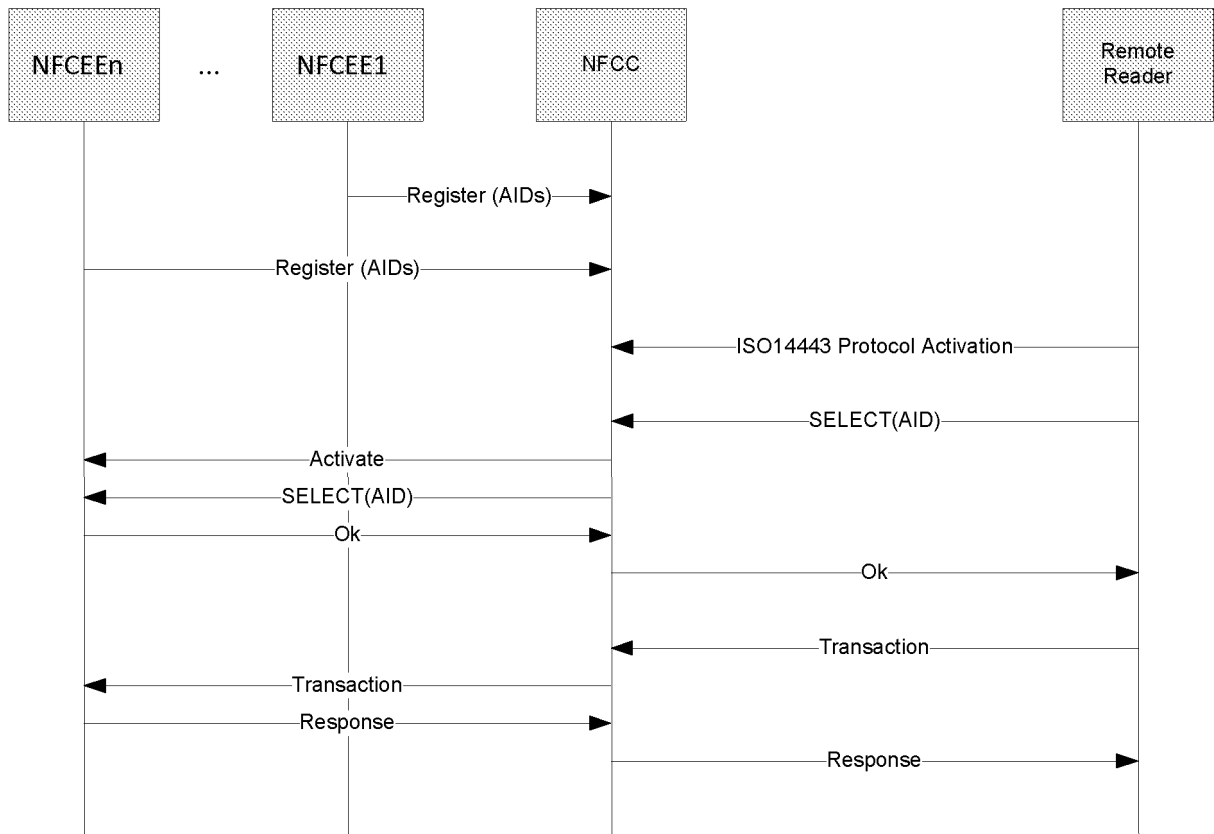 NFCEEn
...
NFCEE1
NFCC
Remote
Reader
Register (AIDs)
Register (AIDs)
ISO14443 Protocol Activation
SELECT(AID)
Activate
SELECT(AID)
Ok
Ok
Transaction
Transaction
Response
Response